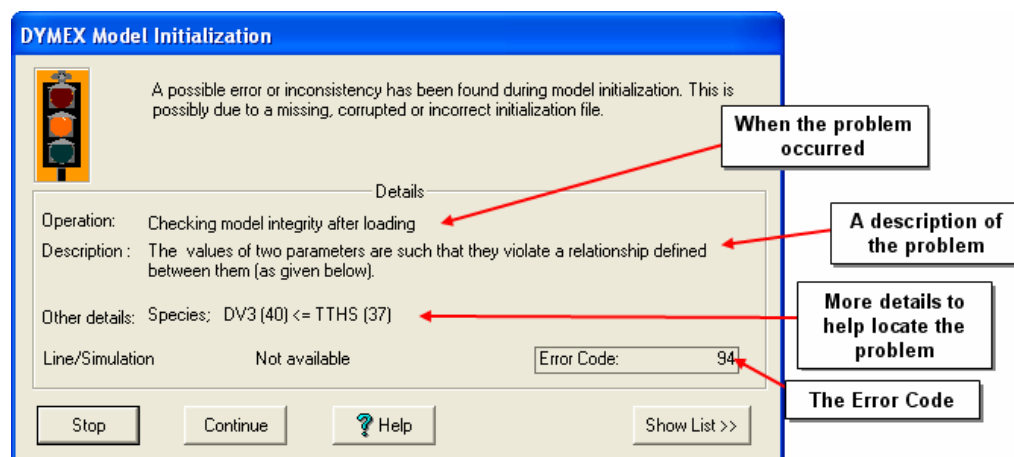 DYMEX Model Initialization
A possible error or inconsistency has been found during model initialization. This is
possibly due to a missing, corrupted or incorrect initialization file.
When the problem
occurred
Details
Operation: Checking model integrity after loading
Description : The values of two parameters are such that they violate a relationship defined
between them (as given below).
A description of
the problem
Other details: Species; DV3 (40) <= TTHS (37)
More details to
help locate the
problem
Line/Simulation Not available Error Code: 94
The Error Code
Stop Continue ? Help Show List >>